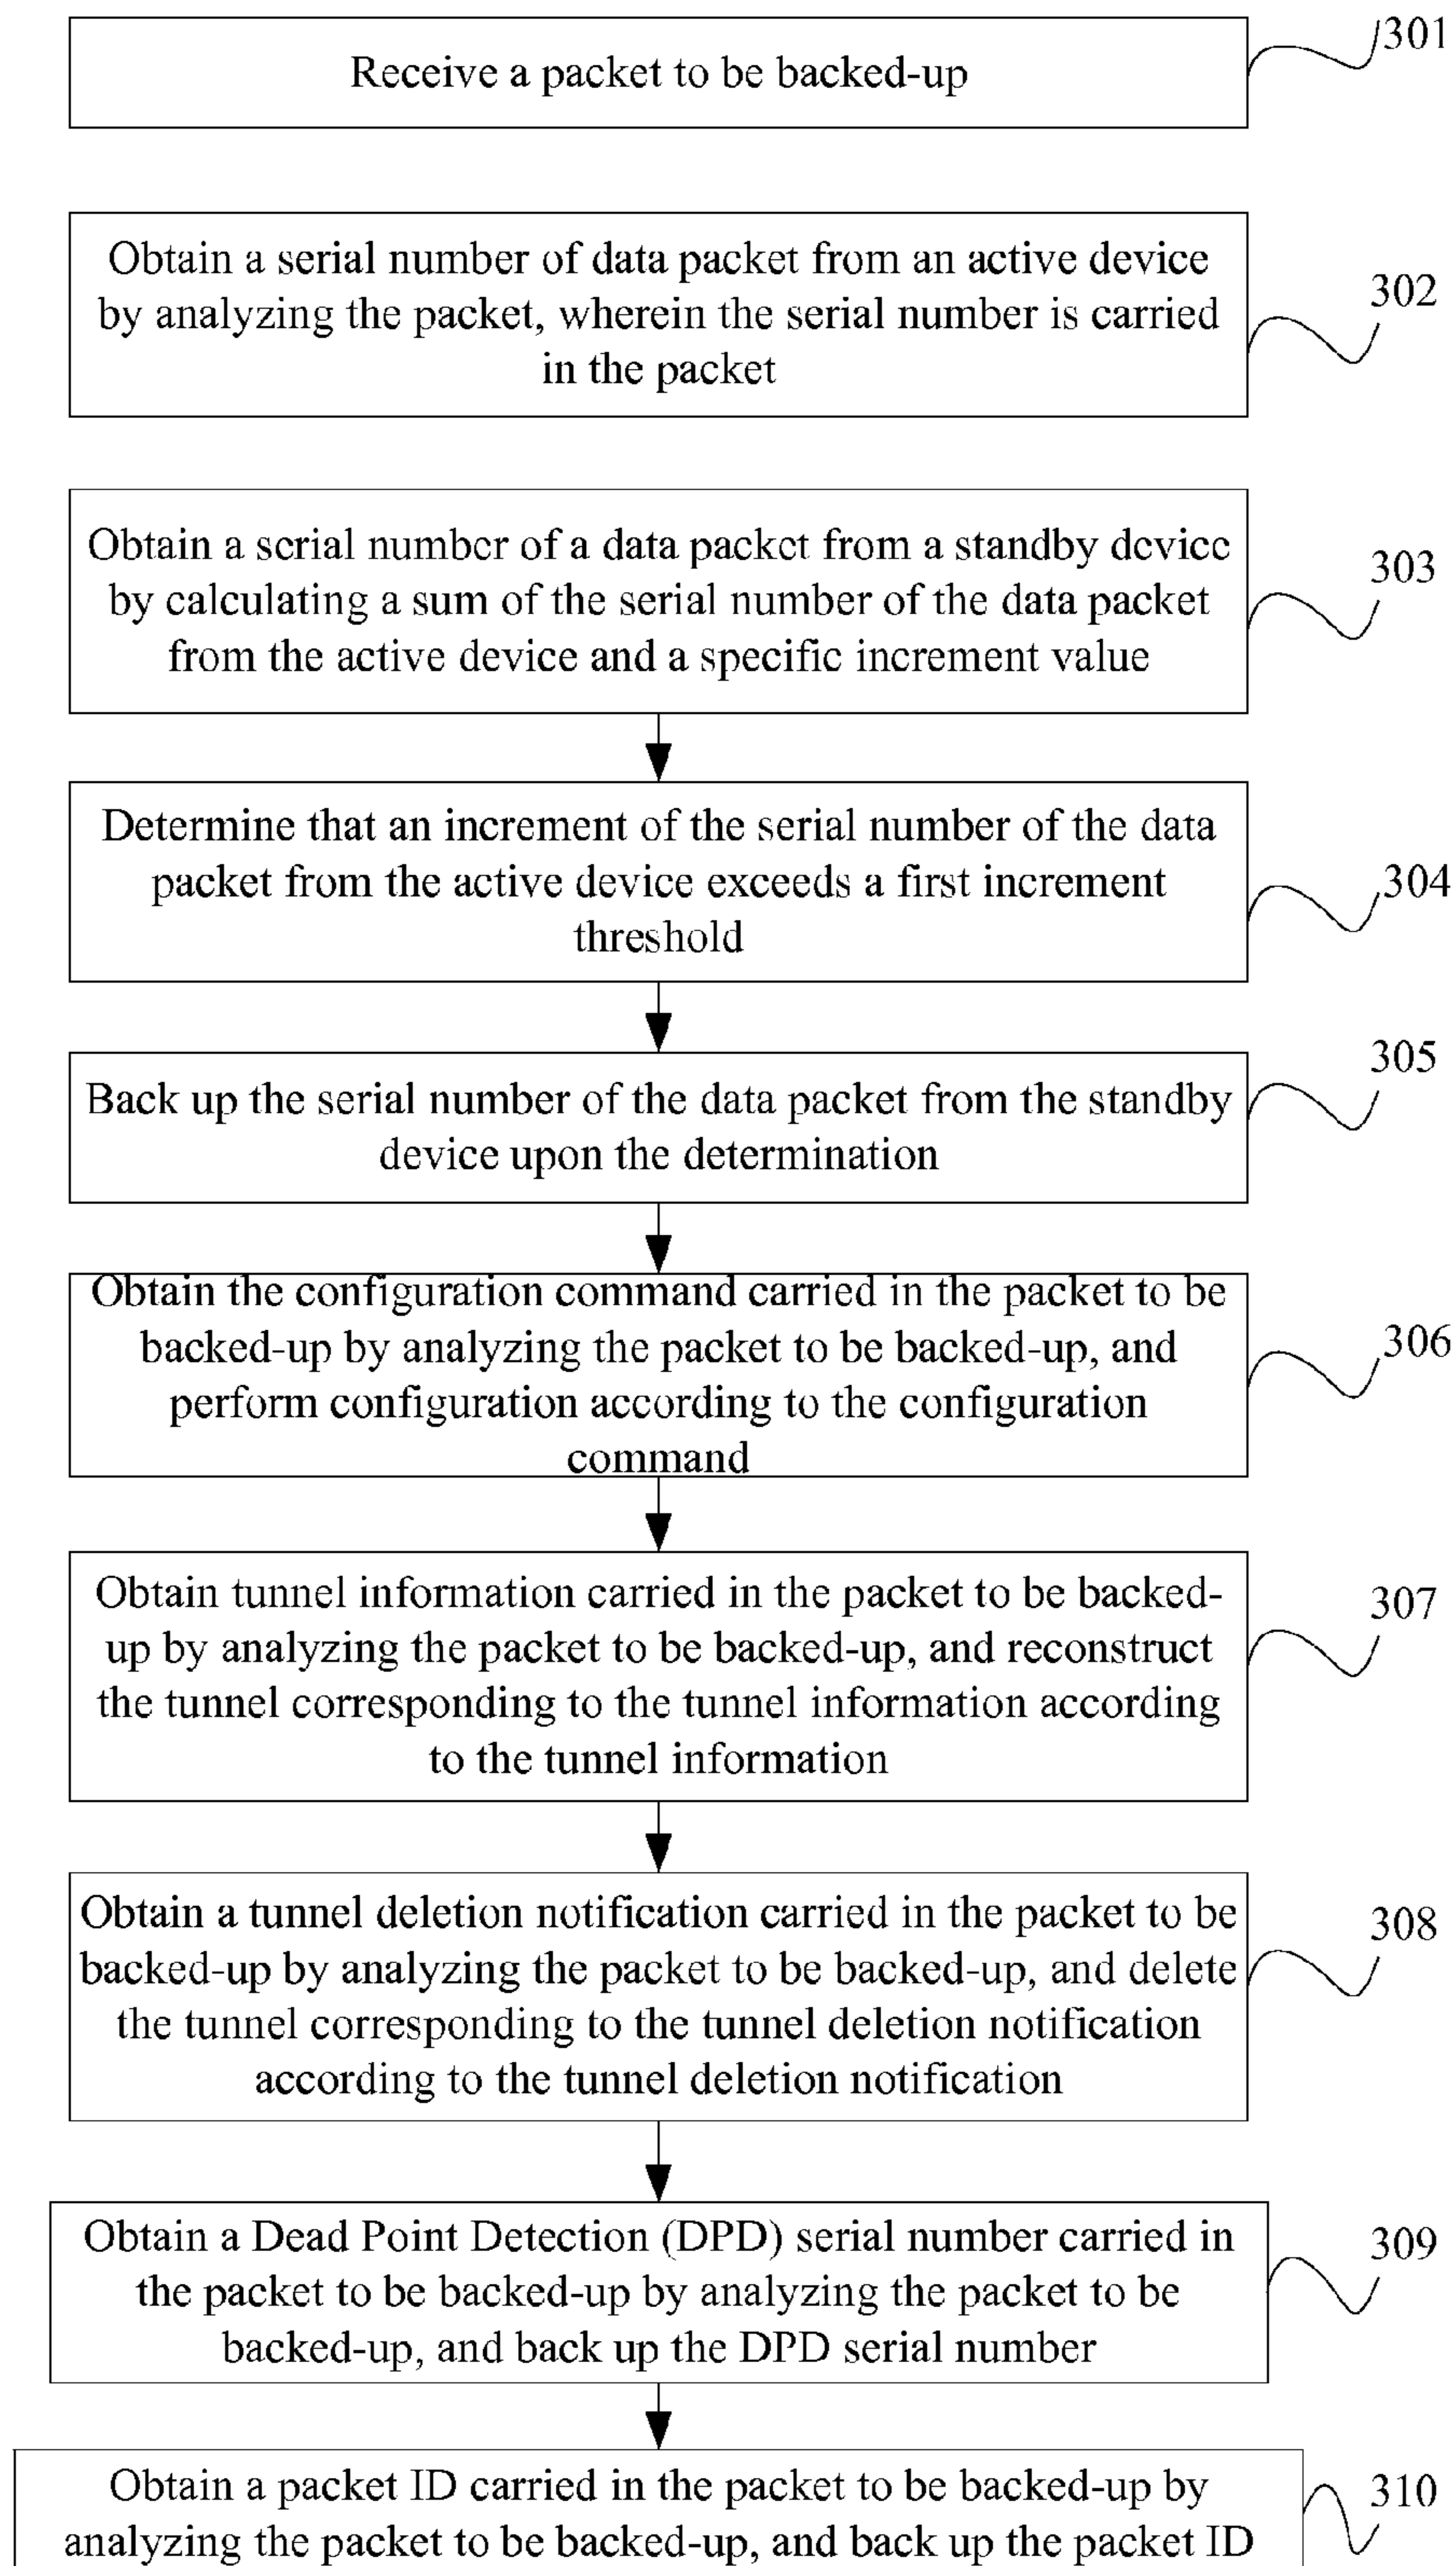 Receive a packet to be backed-up
301
Obtain a serial number of data packet from an active device
by analyzing the packet, wherein the serial number is carried
in the packet
302
Obtain a serial number of a data packet from a standby device
by calculating a sum of the serial number of the data packet
from the active device and a specific increment value
303
Determine that an increment of the serial number of the data
packet from the active device exceeds a first increment
threshold
304
Back up the serial number of the data packet from the standby
device upon the determination
305
Obtain the configuration command carried in the packet to be
backed-up by analyzing the packet to be backed-up, and
perform configuration according to the configuration
command
306
Obtain tunnel information carried in the packet to be backed-
up by analyzing the packet to be backed-up, and reconstruct
the tunnel corresponding to the tunnel information according
to the tunnel information
307
Obtain a tunnel deletion notification carried in the packet to be
backed-up by analyzing the packet to be backed-up, and delete
the tunnel corresponding to the tunnel deletion notification
according to the tunnel deletion notification
308
Obtain a Dead Point Detection (DPD) serial number carried in
the packet to be backed-up by analyzing the packet to be
backed-up, and back up the DPD serial number
309
Obtain a packet ID carried in the packet to be backed-up by
analyzing the packet to be backed-up, and back up the packet ID
310